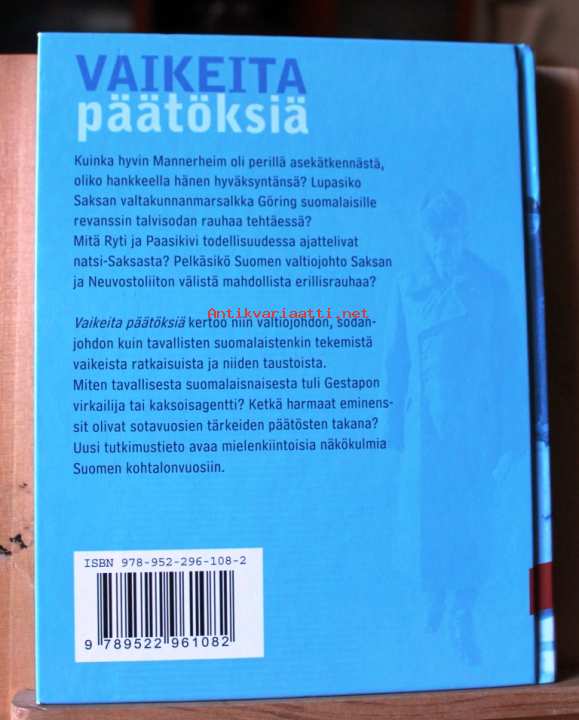 VAIKEITA
päätöksiä
Kuinka hyvin Mannerheim oli perillä asekätkennästä,
oliko hankkeella hänen hyväksyntänsä? Lupasiko
Saksan valtakunnanmarsalkka Göring suomalaisille
revanssin talvisodan rauhaa tehtäessä?
Mitä Ryti ja Paasikivi todellisuudessa ajattelivat
natsi-Saksasta? Pelkäsikö Suomen valtiojohto Saksan
ja Neuvostoliiton välistä mahdollista erillisrauhaa?
Antikvariaatti.net
Vaikeita päätöksiä kertoo niin valtiojohdon, sodan-
johdon kuin tavallisten suomalaistenkin tekemistä
vaikeista ratkaisuista ja niiden taustoista.
Miten tavallisesta suomalaisnaisesta tuli Gestapon
virkailija tai kaksoisagentti? Ketkä harmaat eminens-
sit olivat sotavuosien tärkeiden päätösten takana?
Uusi tutkimustieto avaa mielenkiintoisia näkökulmia
Suomen kohtalonvuosiin.
ISBN 978-952-296-108-2
9 789522 961082